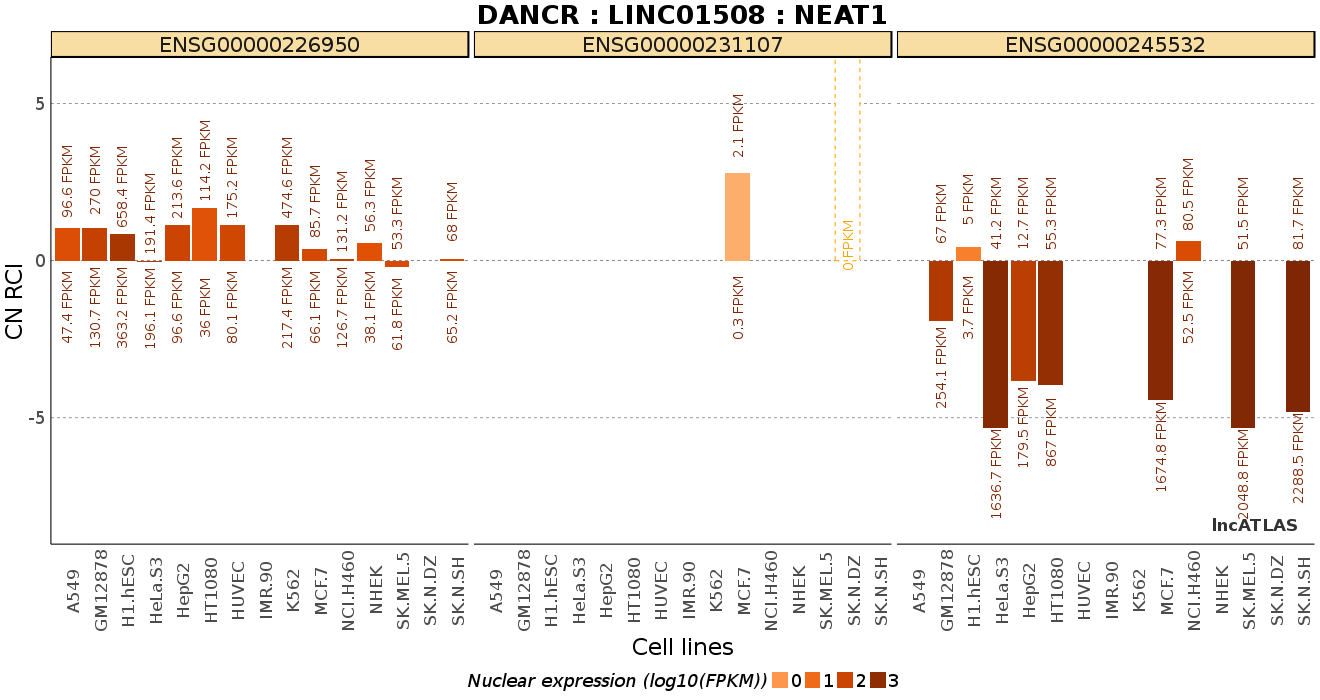 DANCR : LINC01508 : NEAT1
ENSG00000226950 ENSG00000231107 ENSG00000245532
CN RCI
5
0
-5
96.6 FPKM 270 FPKM 658.4 FPKM 191.4 FPKM 213.6 FPKM 114.2 FPKM 175.2 FPKM 474.6 FPKM 85.7 FPKM 131.2 FPKM 56.3 FPKM 53.3 FPKM 68 FPKM
47.4 FPKM 130.7 FPKM 363.2 FPKM 196.1 FPKM 96.6 FPKM 36 FPKM 80.1 FPKM 217.4 FPKM 66.1 FPKM 126.7 FPKM 38.1 FPKM 61.8 FPKM 65.2 FPKM
2.1 FPKM 0 FPKM
0.3 FPKM
67 FPKM 5 FPKM 41.2 FPKM 12.7 FPKM 55.3 FPKM 77.3 FPKM 80.5 FPKM 51.5 FPKM 81.7 FPKM
254.1 FPKM 3.7 FPKM 1636.7 FPKM 179.5 FPKM 867 FPKM 1674.8 FPKM 52.5 FPKM 2048.8 FPKM 2288.5 FPKM
lncATLAS
A549 GM12878 H1.hESC HeLa.S3 HepG2 HT1080 HUVEC IMR.90 K562 MCF.7 NCI.H460 NHEK SK.MEL.5 SK.N.DZ SK.N.SH
A549 GM12878 H1.hESC HeLa.S3 HepG2 HT1080 HUVEC IMR.90 K562 MCF.7 NCI.H460 NHEK SK.MEL.5 SK.N.DZ SK.N.SH
A549 GM12878 H1.hESC HeLa.S3 HepG2 HT1080 HUVEC IMR.90 K562 MCF.7 NCI.H460 NHEK SK.MEL.5 SK.N.DZ SK.N.SH
Cell lines
Nuclear expression (log10(FPKM)) 0 1 2 3